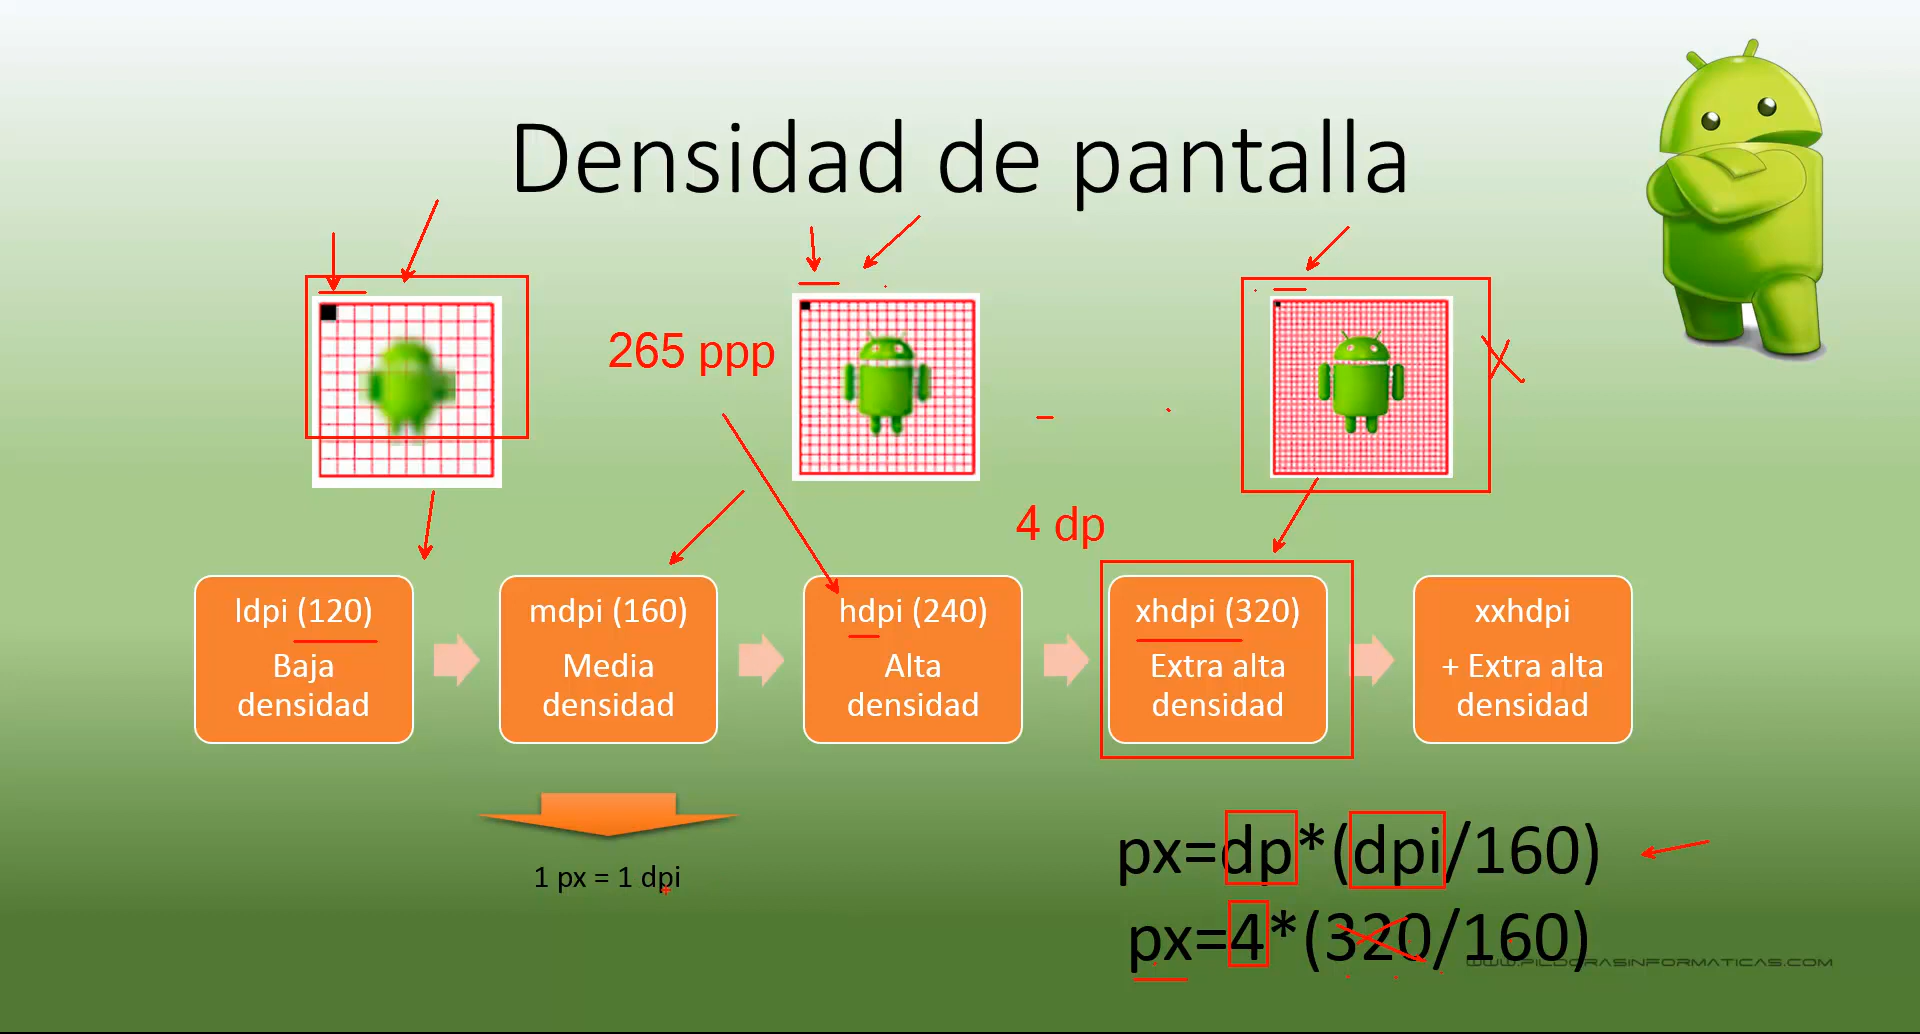 Densidad de pantalla
265 ppp
4 dp
ldpi (120)
Baja
densidad
mdpi (160)
Media
densidad
hdpi (240)
Alta
densidad
xhdpi (320)
Extra alta
densidad
xxhdpi
+ Extra alta
densidad
1 px = 1 dpi
px=dp*(dpi/160)
px=4*(320/160)
WWW.PILDORASINFORMATICAS.COM